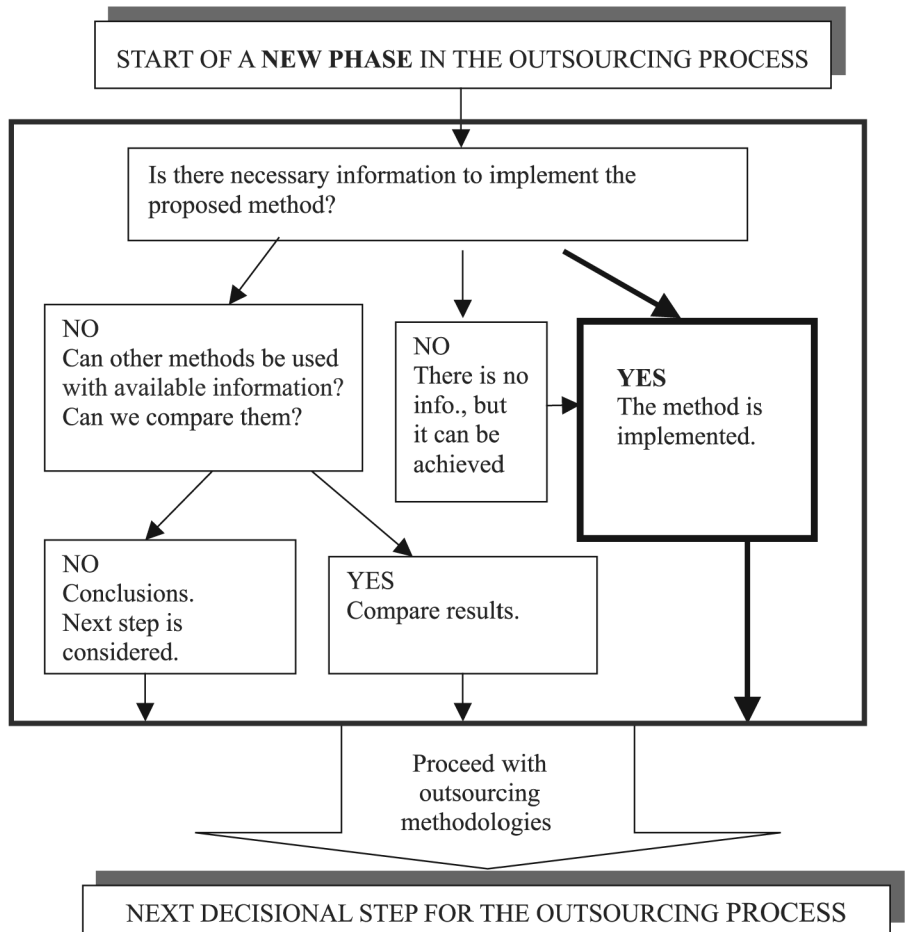 START OF A NEW PHASE IN THE OUTSOURCING PROCESS
Is there necessary information to implement the
proposed method?
NO
Can other methods be used
with available information?
Can we compare them?
NO
There is no
info., but
it can be
achieved
YES
The method is
implemented.
NO
Conclusions.
Next step is
considered.
YES
Compare results.
Proceed with
outsourcing
methodologies
NEXT DECISIONAL STEP FOR THE OUTSOURCING PROCESS